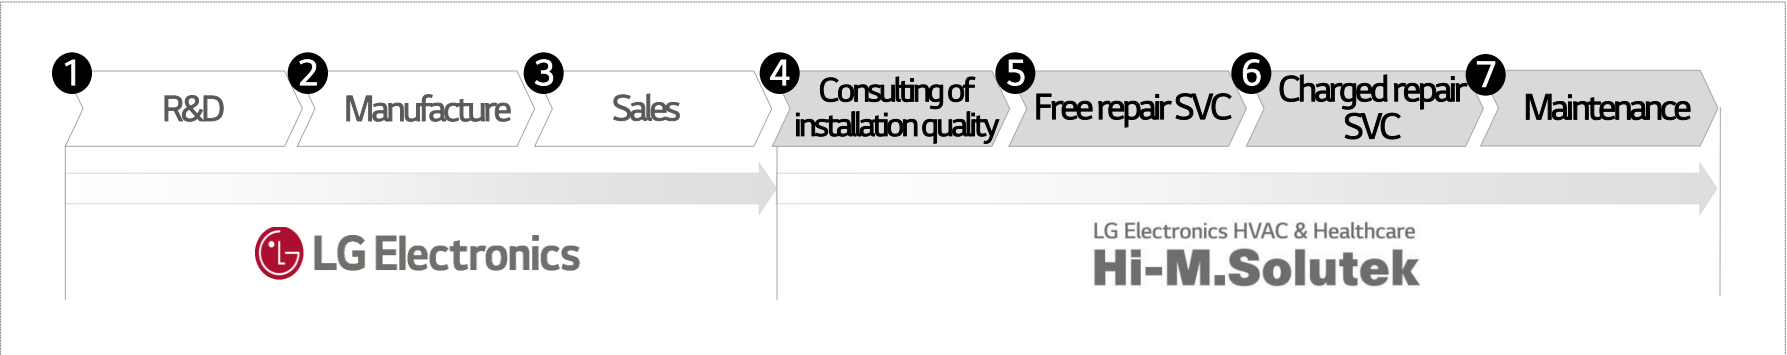 1
R&D
2
Manufacture
3
Sales
4
Consulting of
installation quality
5
Free repair SVC
6
Charged repair
SVC
7
Maintenance
LG Electronics
LG Electronics HVAC & Healthcare
Hi-M.Solutek